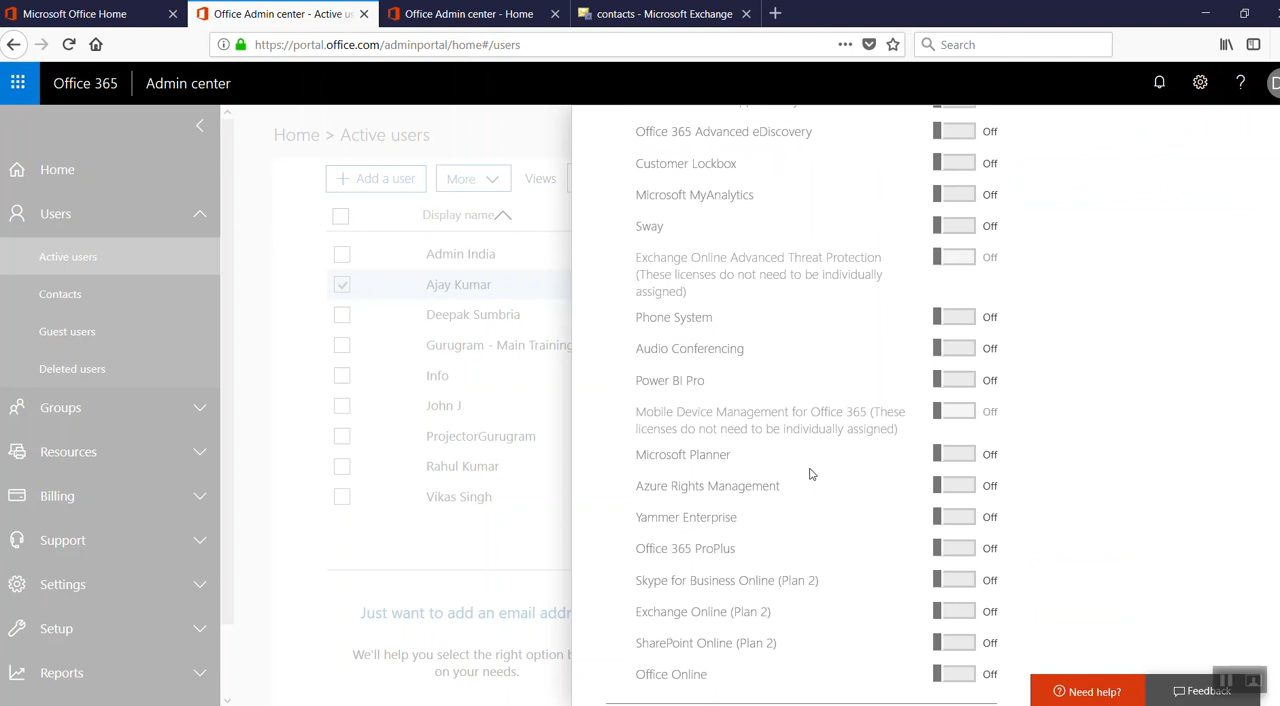 Microsoft Office Home
Office Admin center - Active us
Office Admin center - Home
contacts - Microsoft Exchange
https://portal.office.com/adminportal/home#/users
Search
Office 365
Admin center
Home
Users
Active users
Contacts
Guest users
Deleted users
Groups
Resources
Billing
Support
Settings
Setup
Reports
Home > Active users
Add a user
More
Views
Display name
Admin India
Ajay Kumar
Deepak Sumbria
Gurugram - Main Training
Info
John J
ProjectorGurugram
Rahul Kumar
Vikas Singh
Just want to add an email addr
We'll help you select the right option b
on your needs.
Office 365 Advanced eDiscovery Off
Customer Lockbox Off
Microsoft MyAnalytics Off
Sway Off
Exchange Online Advanced Threat Protection Off
(These licenses do not need to be individually
assigned)
Phone System Off
Audio Conferencing Off
Power BI Pro Off
Mobile Device Management for Office 365 (These Off
licenses do not need to be individually assigned)
Microsoft Planner Off
Azure Rights Management Off
Yammer Enterprise Off
Office 365 ProPlus Off
Skype for Business Online (Plan 2) Off
Exchange Online (Plan 2) Off
SharePoint Online (Plan 2) Off
Office Online Off
Need help?
Feedback